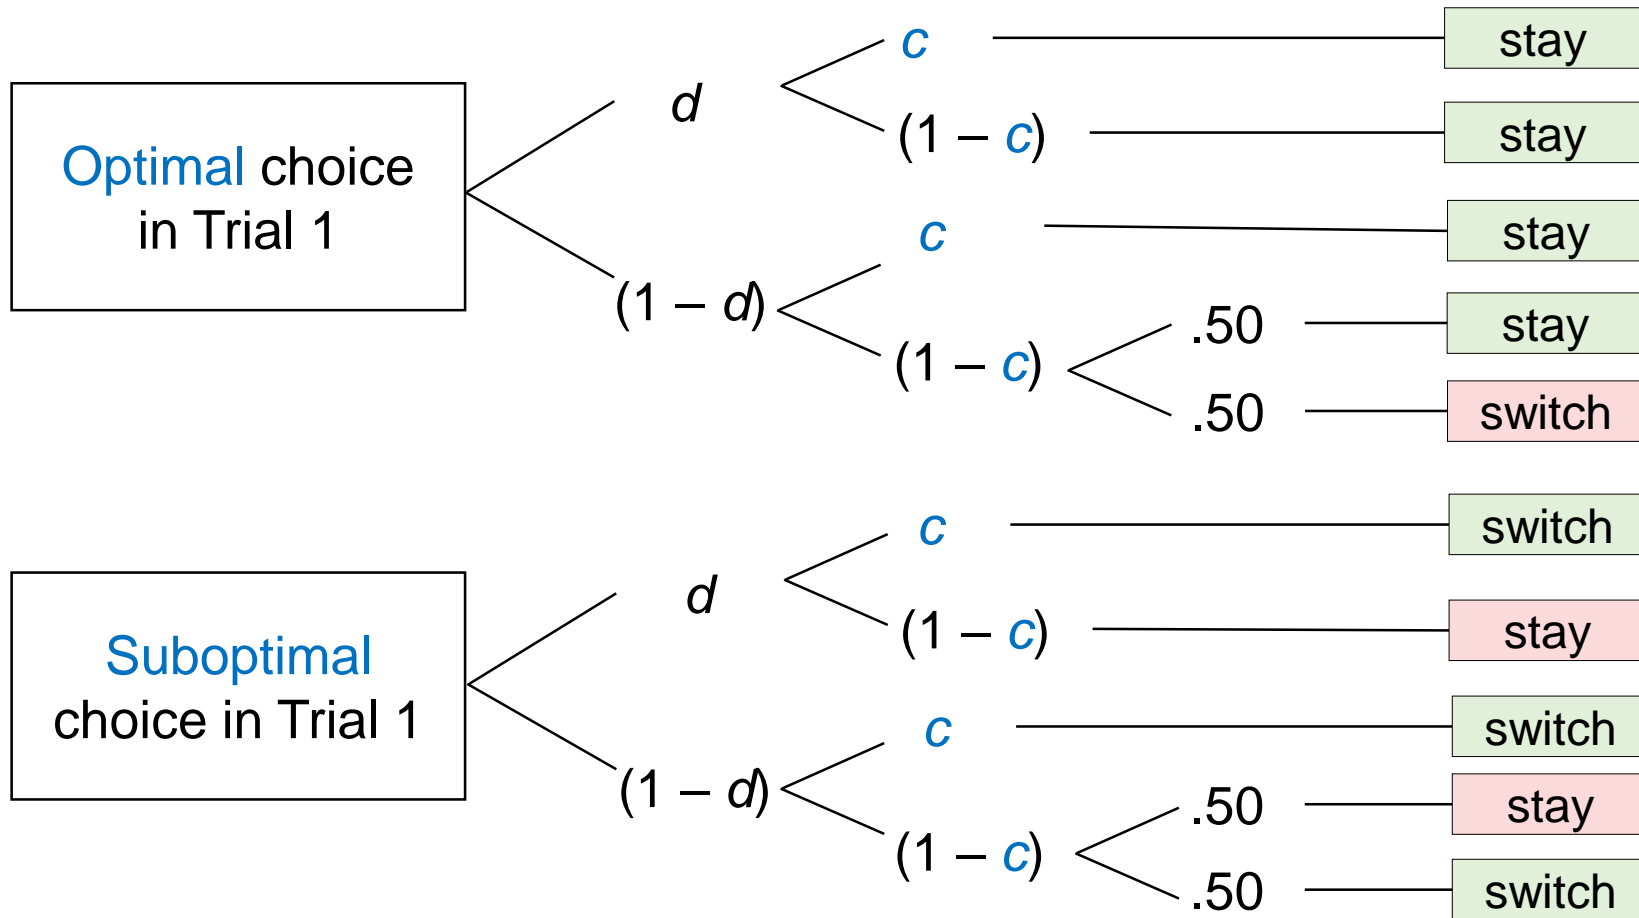 Optimal choice
in Trial 1
d
c
stay
(1 – c)
stay
(1 – d)
c
stay
(1 – c)
.50
stay
.50
switch
Suboptimal
choice in Trial 1
d
c
switch
(1 – c)
stay
(1 – d)
c
switch
(1 – c)
.50
stay
.50
switch